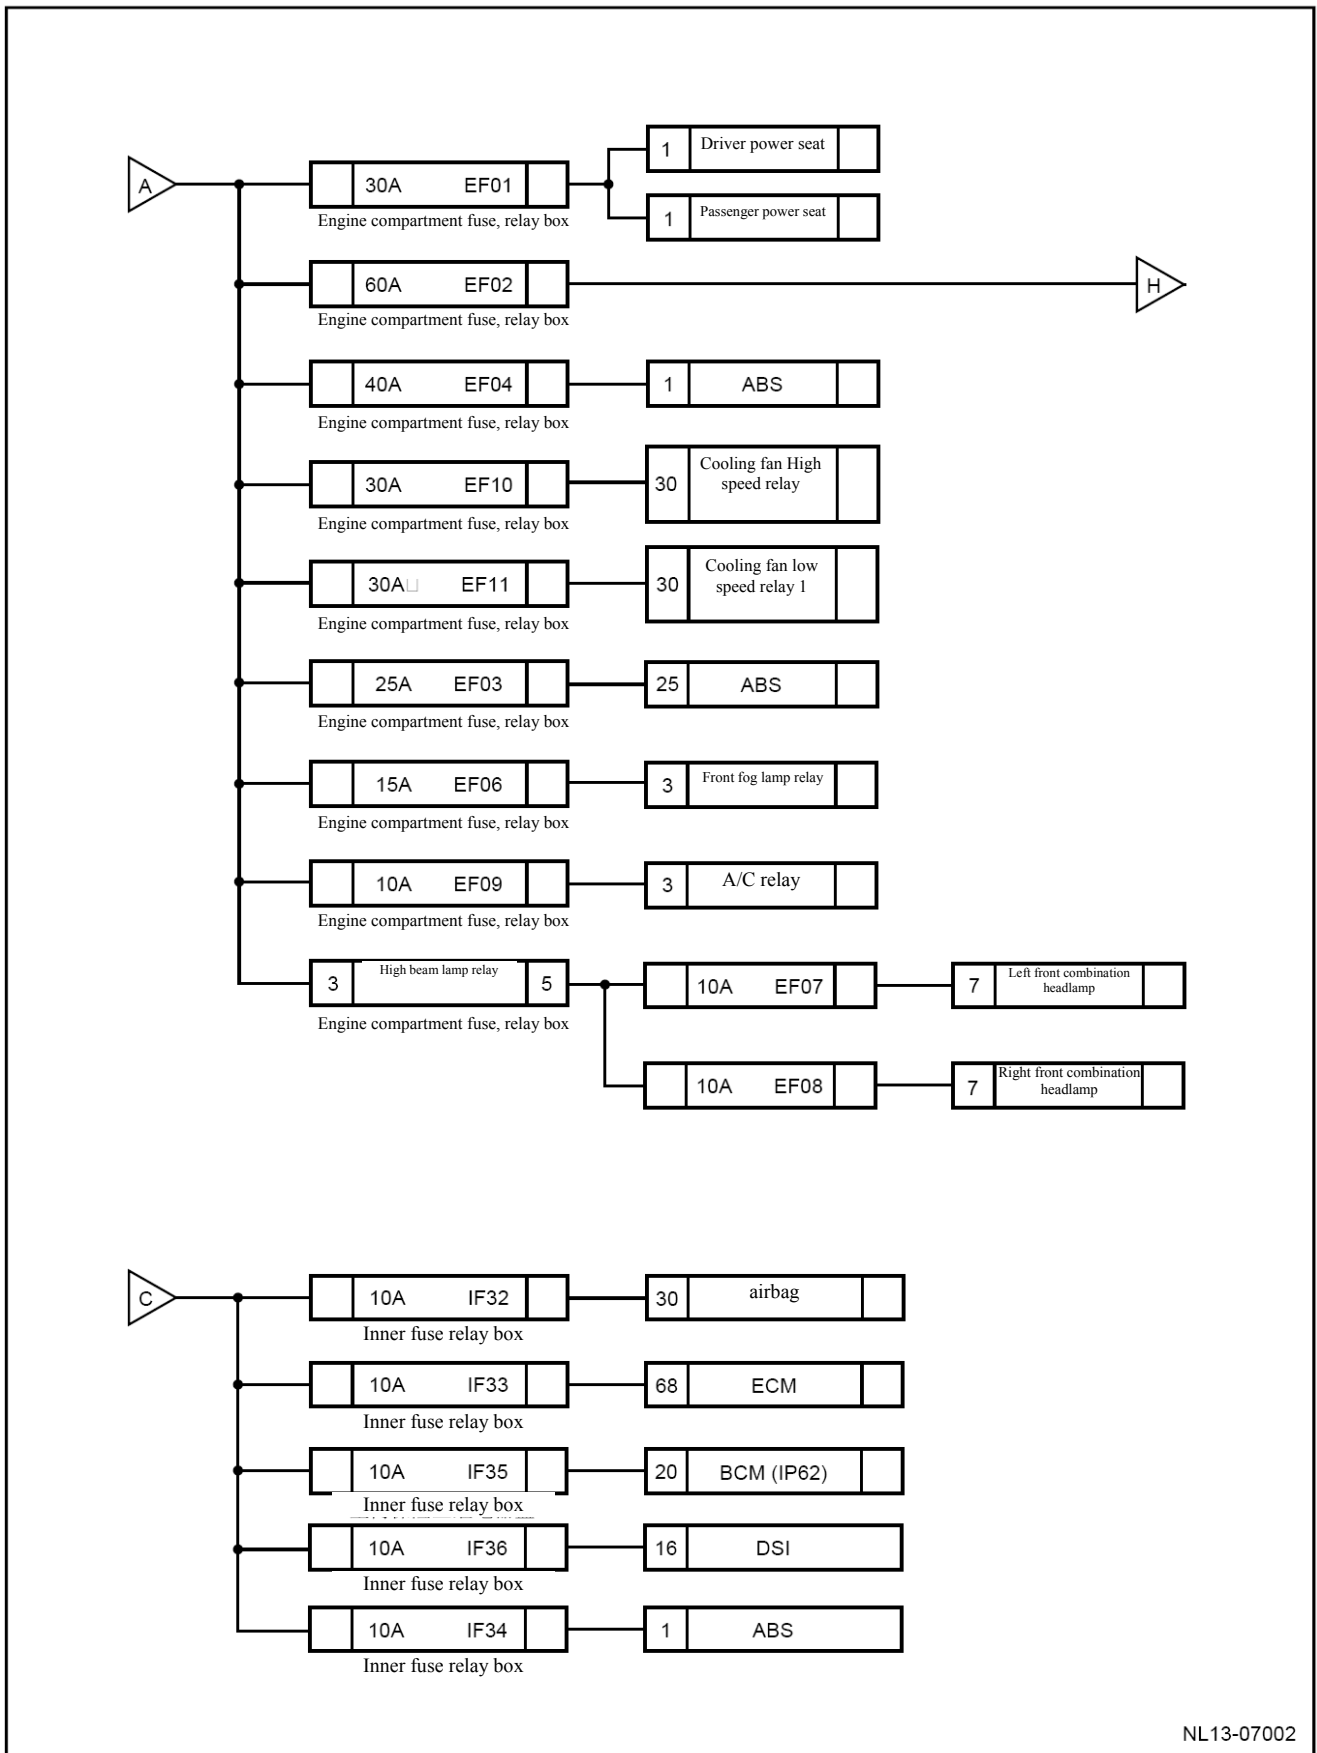 A
30A EF01
Engine compartment fuse, relay box
1 Driver power seat
1 Passenger power seat
60A EF02
Engine compartment fuse, relay box
H
40A EF04
Engine compartment fuse, relay box
1 ABS
30A EF10
Engine compartment fuse, relay box
30 Cooling fan High
speed relay
30A□ EF11
Engine compartment fuse, relay box
30 Cooling fan low
speed relay 1
25A EF03
Engine compartment fuse, relay box
25 ABS
15A EF06
Engine compartment fuse, relay box
3 Front fog lamp relay
10A EF09
Engine compartment fuse, relay box
3 A/C relay
3 High beam lamp relay 5
Engine compartment fuse, relay box
10A EF07
7 Left front combination
headlamp
10A EF08
7 Right front combination
headlamp
C
10A IF32
Inner fuse relay box
30 airbag
10A IF33
Inner fuse relay box
68 ECM
10A IF35
Inner fuse relay box
20 BCM (IP62)
10A IF36
Inner fuse relay box
16 DSI
10A IF34
Inner fuse relay box
1 ABS
NL13-07002